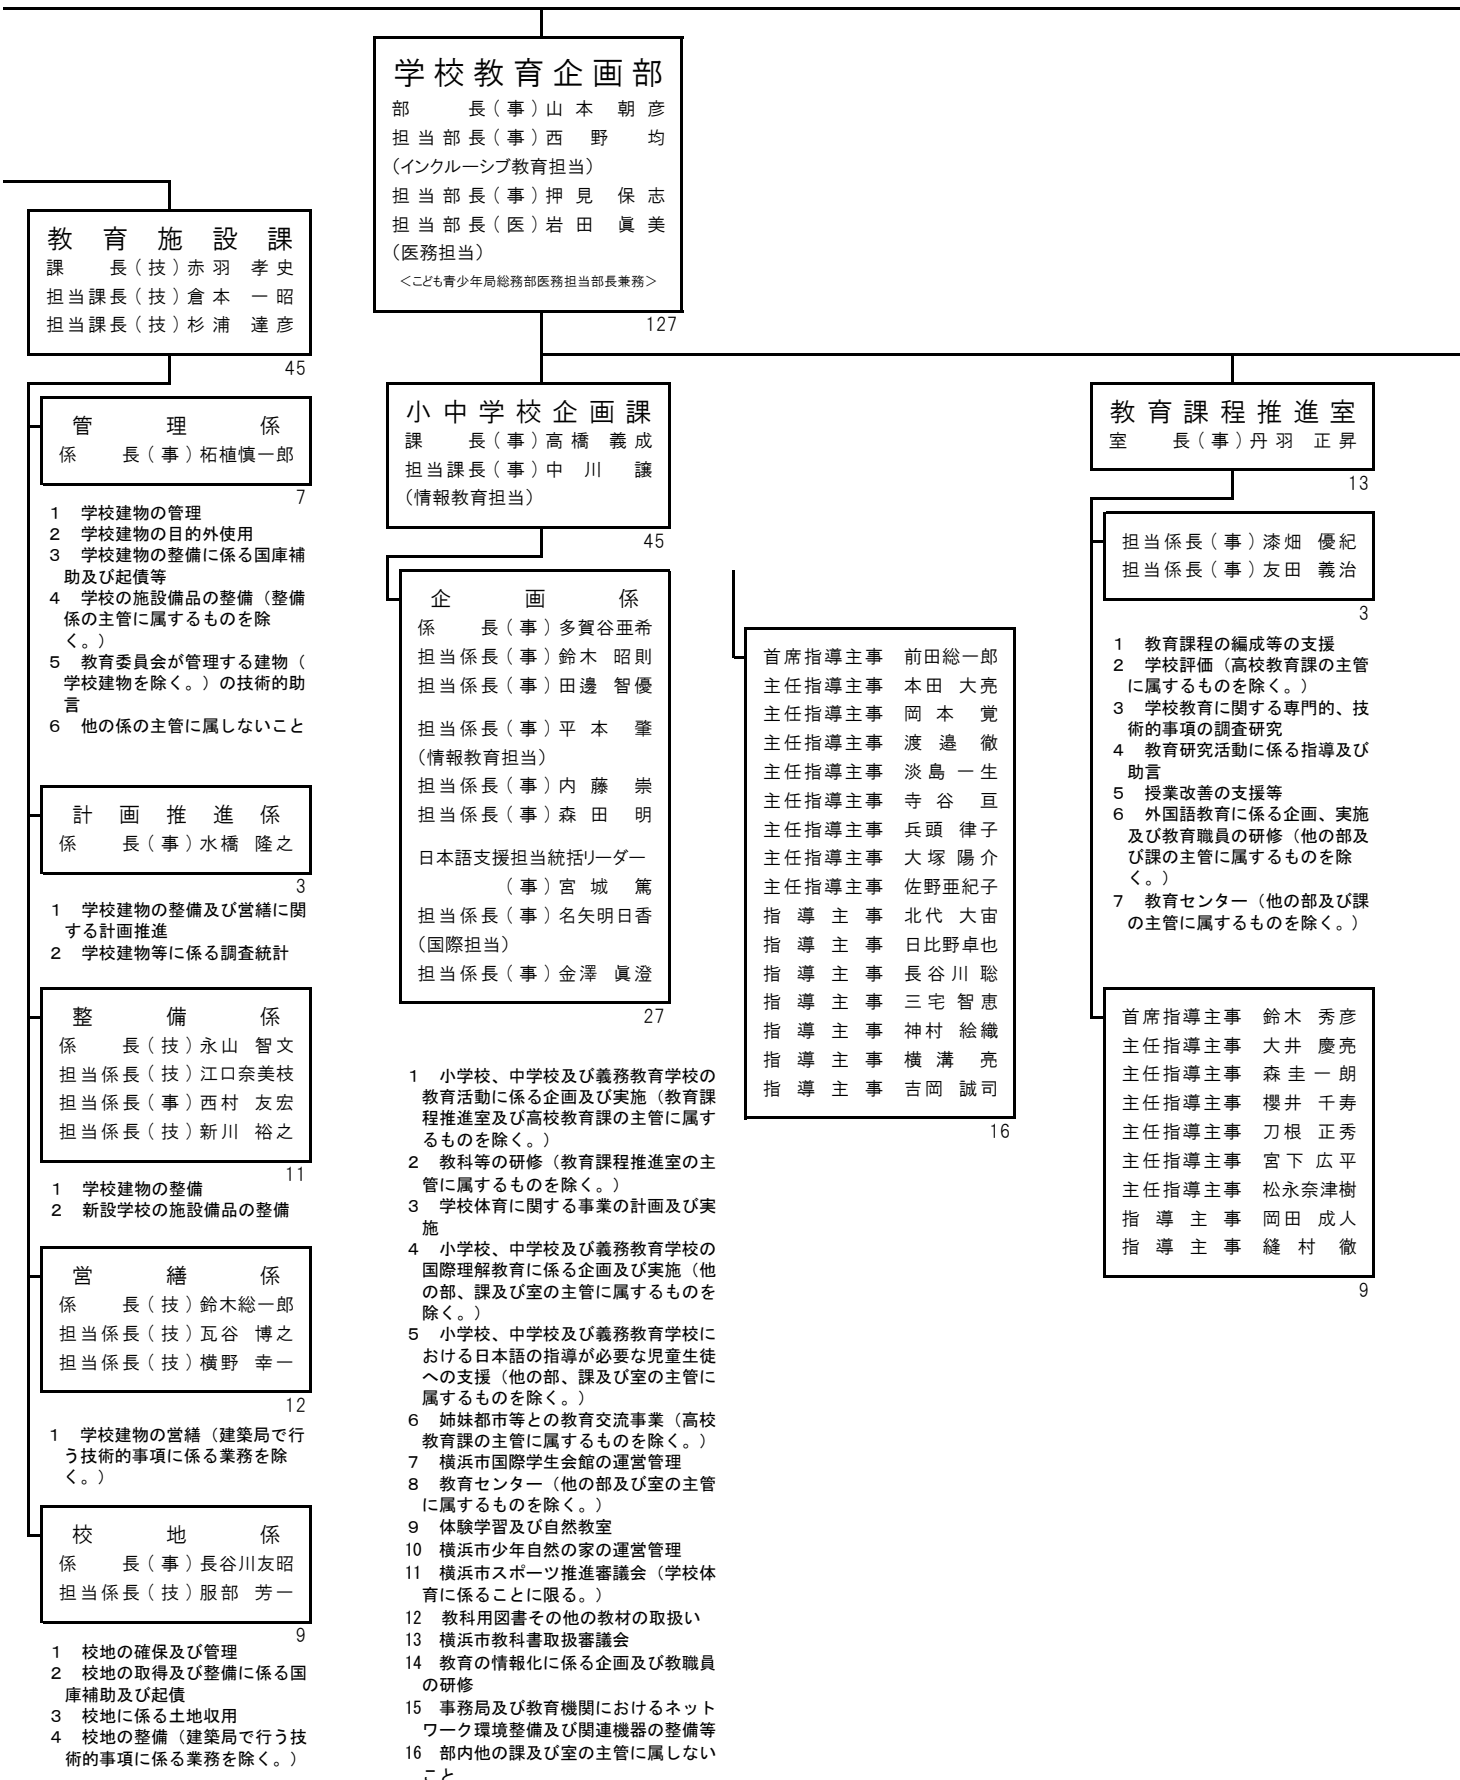 学校教育企画部
部長(事)山本 朝彦
担当部長(事)西野 均
(インクルーシブ教育担当)
担当部長(事)押見 保志
担当部長(医)岩田 眞美
(医務担当)
<こども青少年局総務部医務担当部長兼務>
127
教育施設課
課長(技)赤羽 孝史
担当課長(技)倉本 一昭
担当課長(技)杉浦 達彦
45
管理係
係長(事)柘植慎一郎
7
1 学校建物の管理
2 学校建物の目的外使用
3 学校建物の整備に係る国庫補
助及び起債等
4 学校の施設備品の整備(整備
係の主管に属するものを除
く。)
5 教育委員会が管理する建物(
学校建物を除く。)の技術的助
言
6 他の係の主管に属しないこと
計画推進係
係長(事)水橋 隆之
3
1 学校建物の整備及び営繕に関
する計画推進
2 学校建物等に係る調査統計
整備係
係長(技)永山 智文
担当係長(技)江口奈美枝
担当係長(事)西村 友宏
担当係長(技)新川 裕之
11
1 学校建物の整備
2 新設学校の施設備品の整備
営繕係
係長(技)鈴木総一郎
担当係長(技)瓦谷 博之
担当係長(技)横野 幸一
12
1 学校建物の営繕(建築局で行
う技術的事項に係る業務を除
く。)
校地係
係長(事)長谷川友昭
担当係長(技)服部 芳一
9
1 校地の確保及び管理
2 校地の取得及び整備に係る国
庫補助及び起債
3 校地に係る土地収用
4 校地の整備(建築局で行う技
術的事項に係る業務を除く。)
小中学校企画課
課長(事)高橋 義成
担当課長(事)中川 譲
(情報教育担当)
45
企画係
係長(事)多賀谷亜希
担当係長(事)鈴木 昭則
担当係長(事)田邊 智優
担当係長(事)平本 肇
(情報教育担当)
担当係長(事)内藤 崇
担当係長(事)森田 明
日本語支援担当統括リーダー
(事)宮城 篤
担当係長(事)名矢明日香
(国際担当)
担当係長(事)金澤 眞澄
27
1 小学校、中学校及び義務教育学校の
教育活動に係る企画及び実施(教育課
程推進室及び高校教育課の主管に属す
るものを除く。)
2 教科等の研修(教育課程推進室の主
管に属するものを除く。)
3 学校体育に関する事業の計画及び実
施
4 小学校、中学校及び義務教育学校の
国際理解教育に係る企画及び実施(他
の部、課及び室の主管に属するものを
除く。)
5 小学校、中学校及び義務教育学校に
おける日本語の指導が必要な児童生徒
への支援(他の部、課及び室の主管に
属するものを除く。)
6 姉妹都市等との教育交流事業(高校
教育課の主管に属するものを除く。)
7 横浜市国際学生会館の運営管理
8 教育センター(他の部及び室の主管
に属するものを除く。)
9 体験学習及び自然教室
10 横浜市少年自然の家の運営管理
11 横浜市スポーツ推進審議会(学校体
育に係ることに限る。)
12 教科用図書その他の教材の取扱い
13 横浜市教科書取扱審議会
14 教育の情報化に係る企画及び教職員
の研修
15 事務局及び教育機関におけるネット
ワーク環境整備及び関連機器の整備等
16 部内他の課及び室の主管に属しない
こと
首席指導主事 前田総一郎
主任指導主事 本田 大亮
主任指導主事 岡本 覚
主任指導主事 渡邉 徹
主任指導主事 淡島 一生
主任指導主事 寺谷 亘
主任指導主事 兵頭 律子
主任指導主事 大塚 陽介
主任指導主事 佐野亜紀子
指導主事 北代 大宙
指導主事 日比野卓也
指導主事 長谷川 聡
指導主事 三宅 智恵
指導主事 神村 絵織
指導主事 横溝 亮
指導主事 吉岡 誠司
16
教育課程推進室
室長(事)丹羽 正昇
13
担当係長(事)漆畑 優紀
担当係長(事)友田 義治
3
1 教育課程の編成等の支援
2 学校評価(高校教育課の主管
に属するものを除く。)
3 学校教育に関する専門的、技
術的事項の調査研究
4 教育研究活動に係る指導及び
助言
5 授業改善の支援等
6 外国語教育に係る企画、実施
及び教育職員の研修(他の部及
び課の主管に属するものを除
く。)
7 教育センター(他の部及び課
の主管に属するものを除く。)
首席指導主事 鈴木 秀彦
主任指導主事 大井 慶亮
主任指導主事 森圭一朗
主任指導主事 櫻井 千寿
主任指導主事 刀根 正秀
主任指導主事 宮下 広平
主任指導主事 松永奈津樹
指導主事 岡田 成人
指導主事 縫村 徹
9